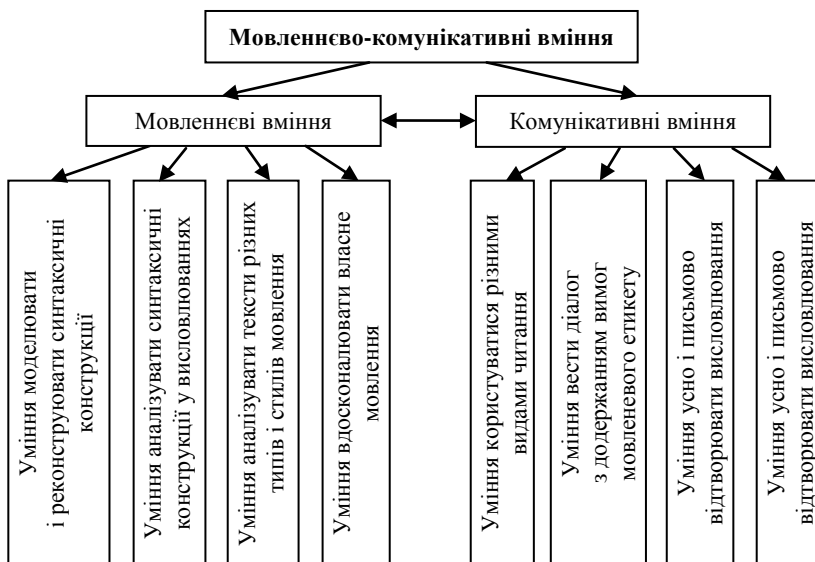 Мовленнєво-комунікативні вміння
Мовленнєві вміння
Комунікативні вміння
Уміння моделювати
і реконструювати синтаксичні
конструкції
Уміння аналізувати синтаксичні
конструкції у висловлюваннях
Уміння аналізувати тексти різних
типів і стилів мовлення
Уміння вдосконалювати власне
мовлення
Уміння користуватися різними
видами читання
Уміння вести діалог
з додержанням вимог
мовленевого етикету
Уміння усно і письмово
відтворювати висловлювання
Уміння усно і письмово
відтворювати висловлювання